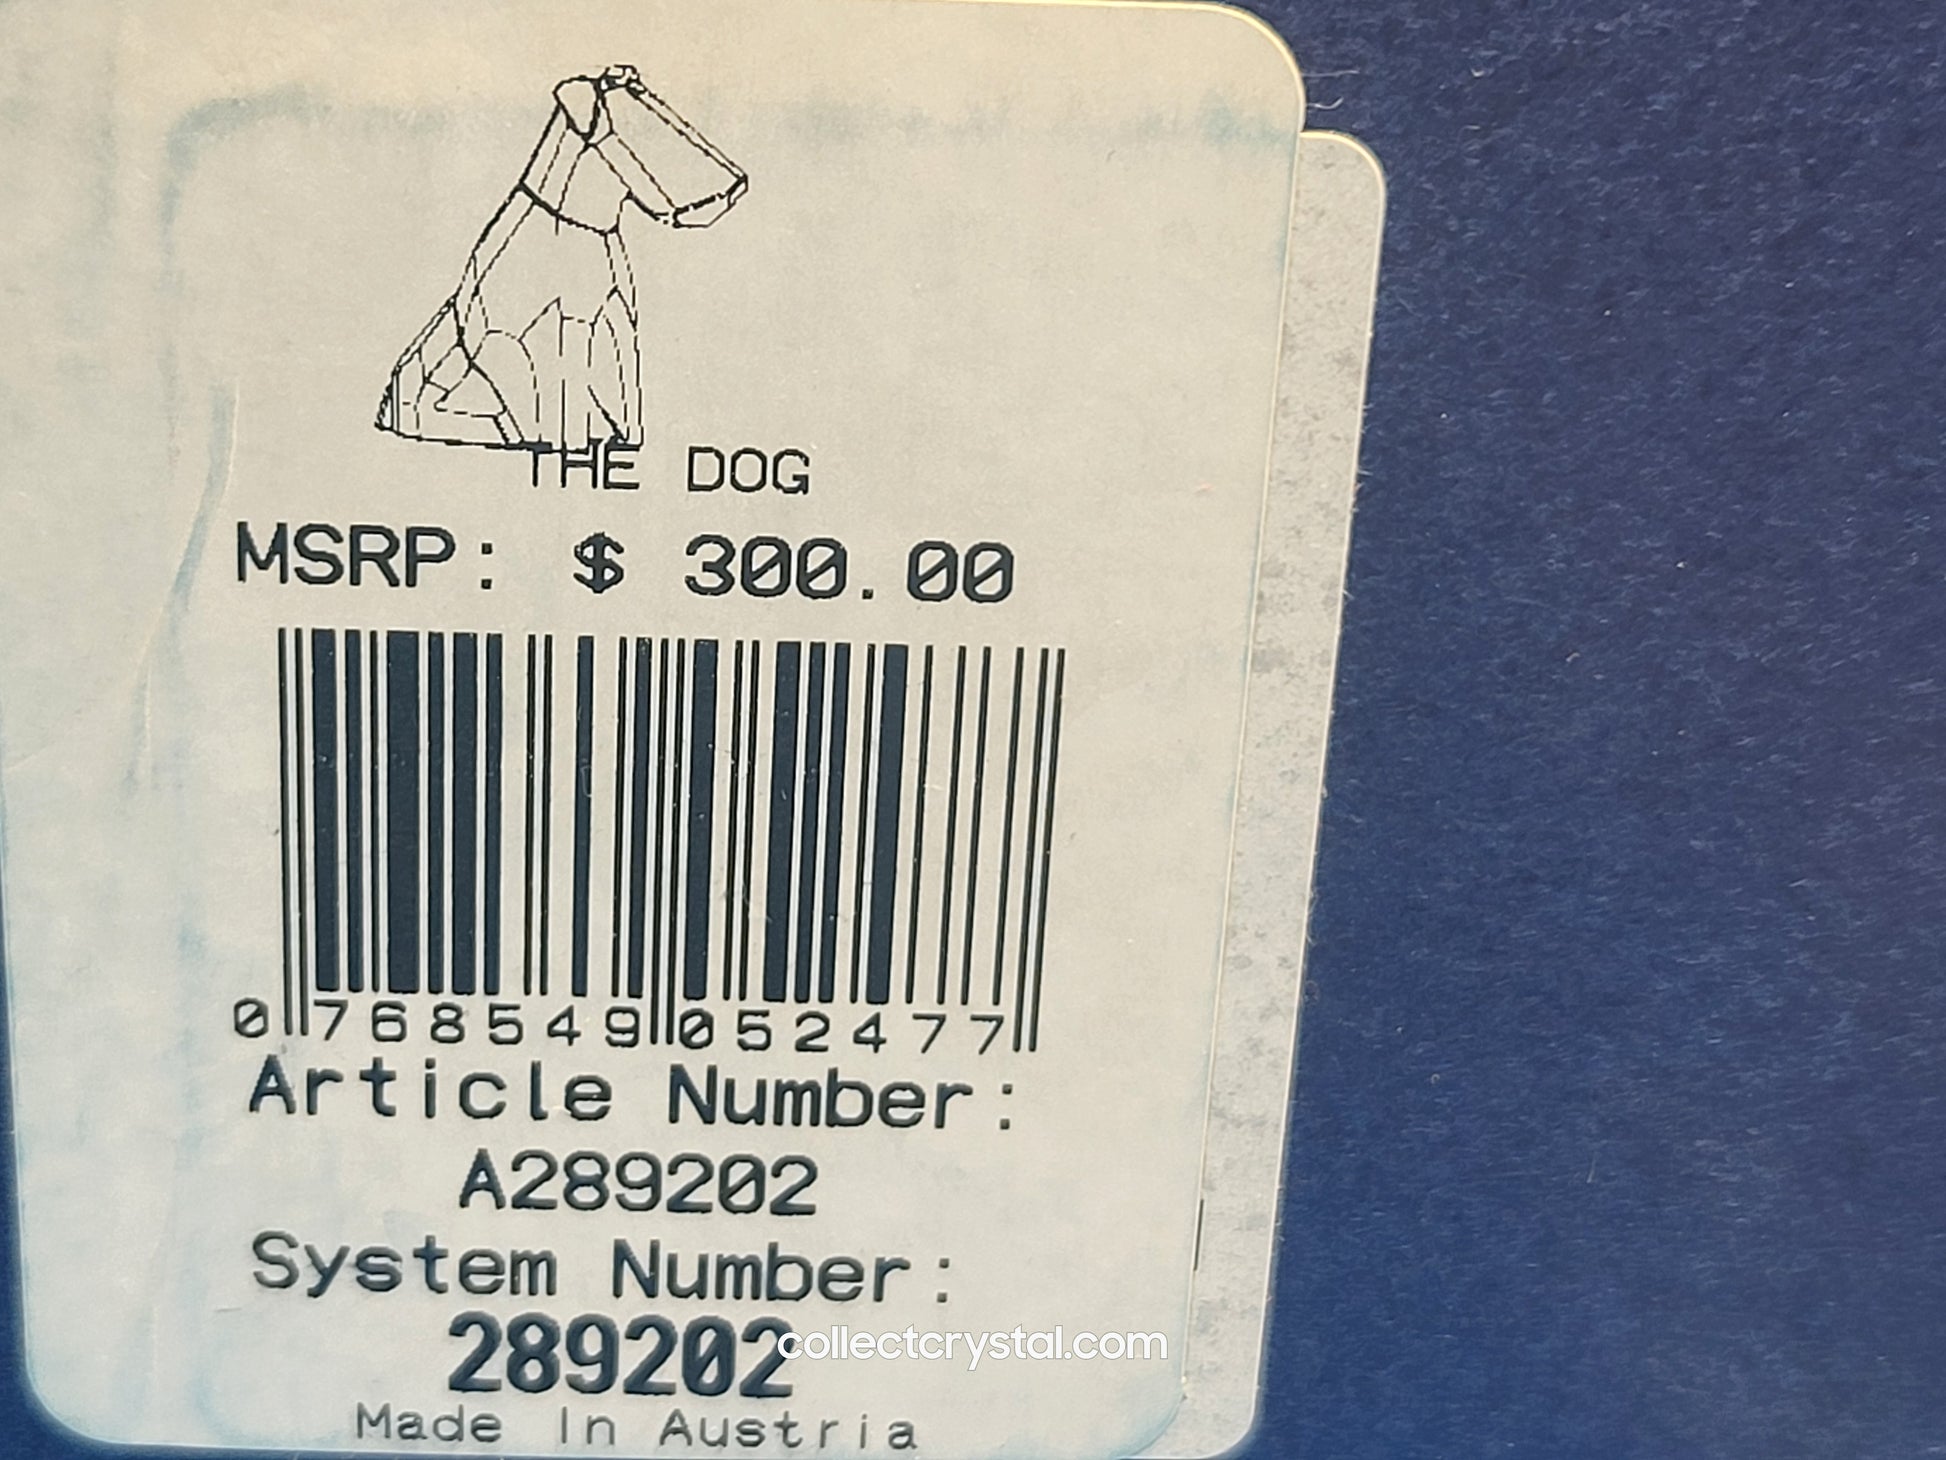 THE DOG
MSRP: $ 300.00
0 768549 052477
Article Number:
A289202
System Number:
289202
collectcrystal.com
Made In Austria